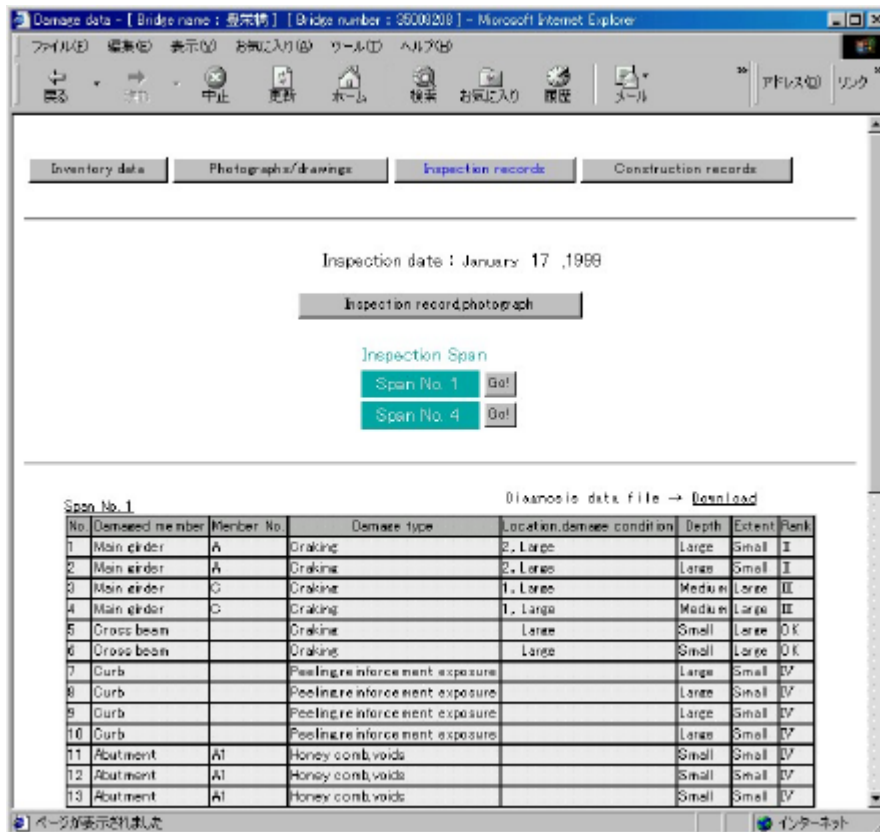 Damage data - [ Bridge name : 豊栄橋 ] [ Bridge number : 35009208 ] - Microsoft Internet Explorer
ファイル(F) 編集(E) 表示(V) お気に入り(A) ツール(T) ヘルプ(H)
戻る 中止 更新 ホーム 検索 お気に入り 履歴 メール » アドレス(D) リンク »
Inventory data Photographs/drawings Inspection records Construction records
Inspection date : January 17 ,1999
Inspection record,photograph
Inspection Span
Span No. 1 Go!
Span No. 4 Go!
Diagnosis data file → Download
Span No. 1
No. Damaged member Member No. Damage type Location,damage condition Depth Extent Rank
1 Main girder A Craking 2, Large Large Small II
2 Main girder A Craking 2, Large Large Small II
3 Main girder C Craking 1, Large Medium Large III
4 Main girder C Craking 1, Large Medium Large III
5 Cross beam Craking Large Small Large OK
6 Cross beam Craking Large Small Large OK
7 Curb Peeling,reinforcement exposure Large Small IV
8 Curb Peeling,reinforcement exposure Large Small IV
9 Curb Peeling,reinforcement exposure Large Small IV
10 Curb Peeling,reinforcement exposure Large Small IV
11 Abutment A1 Honey comb,voids Small Small IV
12 Abutment A1 Honey comb,voids Small Small IV
13 Abutment A1 Honey comb,voids Small Small IV
ページが表示されました インターネット